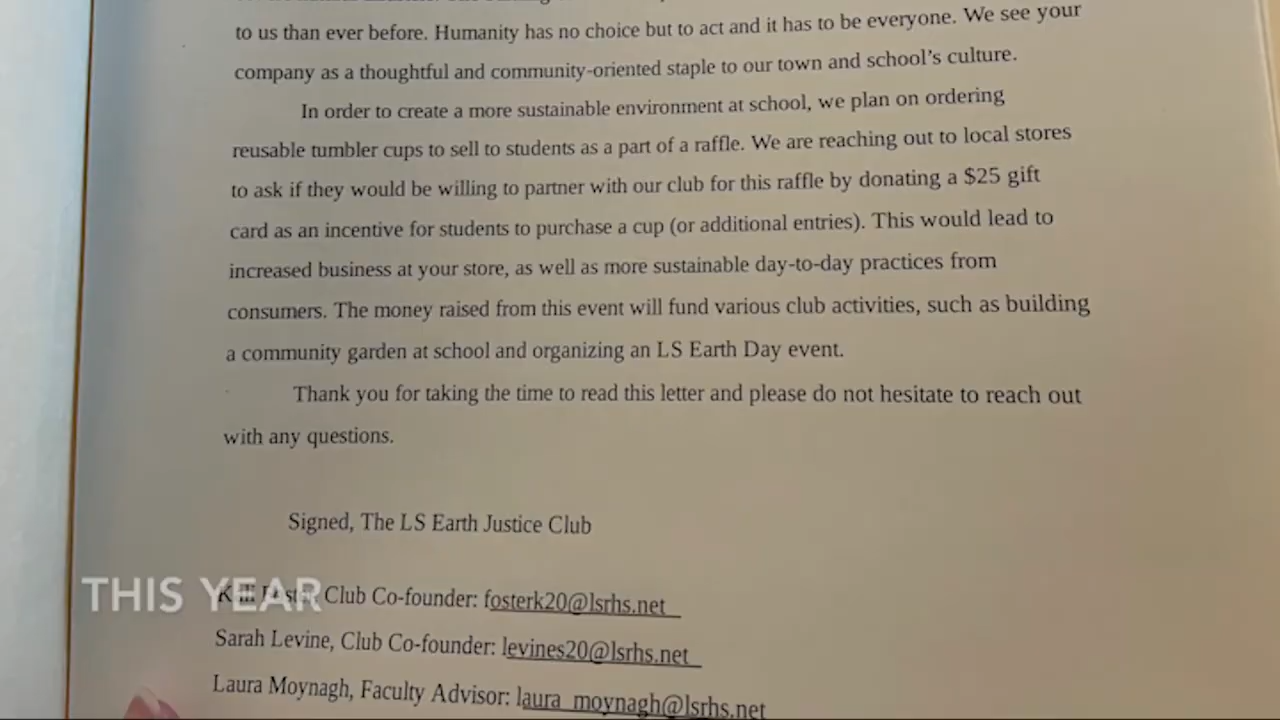 to us than ever before. Humanity has no choice but to act and it has to be everyone. We see your
company as a thoughtful and community-oriented staple to our town and school's culture.
In order to create a more sustainable environment at school, we plan on ordering
reusable tumbler cups to sell to students as a part of a raffle. We are reaching out to local stores
to ask if they would be willing to partner with our club for this raffle by donating a $25 gift
card as an incentive for students to purchase a cup (or additional entries). This would lead to
increased business at your store, as well as more sustainable day-to-day practices from
consumers. The money raised from this event will fund various club activities, such as building
a community garden at school and organizing an LS Earth Day event.
Thank you for taking the time to read this letter and please do not hesitate to reach out
with any questions.
Signed, The LS Earth Justice Club
THIS YEAR
Club Co-founder: fosterk20@lsrhs.net
Sarah Levine, Club Co-founder: levines20@lsrhs.net
Laura Moynagh, Faculty Advisor: laura_moynagh@lsrhs.net